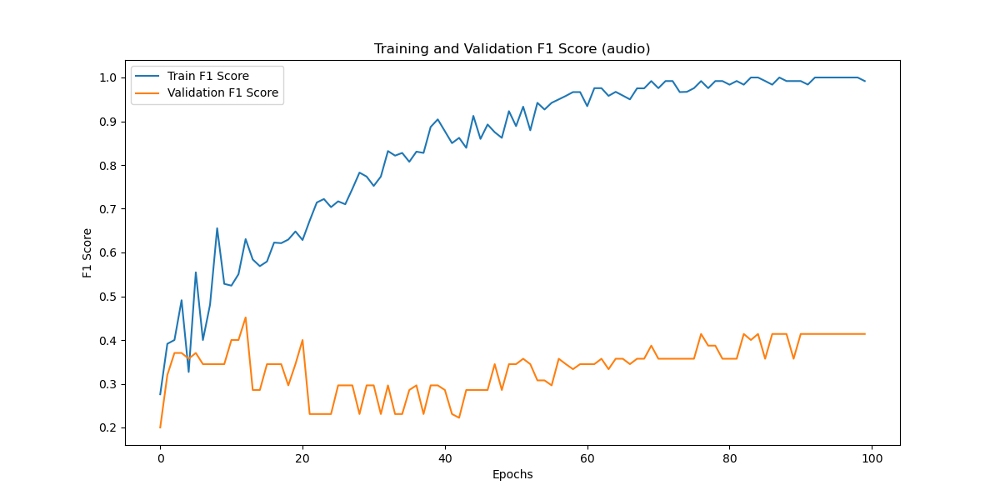 Training and Validation F1 Score (audio)
Train F1 Score
Validation F1 Score
F1 Score
1.0
0.9
0.8
0.7
0.6
0.5
0.4
0.3
0.2
0 20 40 60 80 100
Epochs